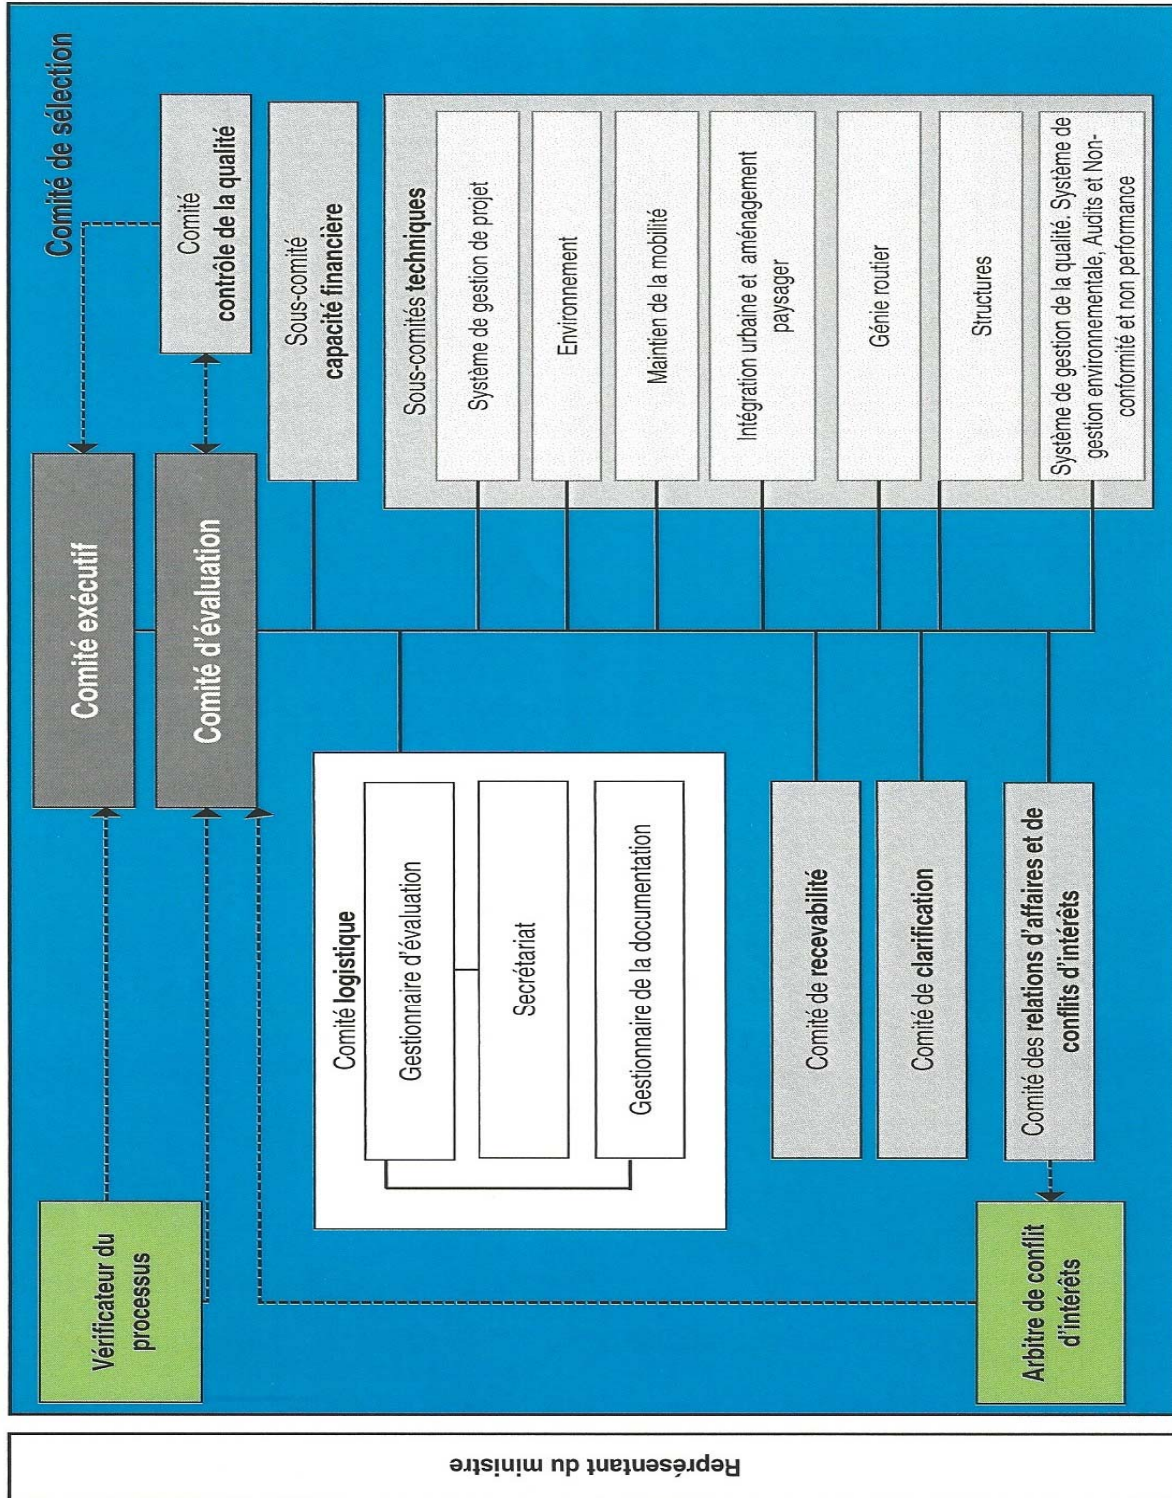 Représentant du ministre
Comité de sélection
Vérificateur du
processus
Comité exécutif
Comité d'évaluation
Comité
contrôle de la qualité
Sous-comité
capacité financière
Comité logistique
Gestionnaire d'évaluation
Secrétariat
Gestionnaire de la documentation
Sous-comités techniques
Système de gestion de projet
Environnement
Maintien de la mobilité
Intégration urbaine et aménagement
paysager
Génie routier
Structures
Système de gestion de la qualité. Système de
gestion environnementale, Audits et Non-
conformité et non performance
Comité de recevabilité
Comité de clarification
Comité des relations d'affaires et de
conflits d'intérêts
Arbitre de conflit
d'intérêts